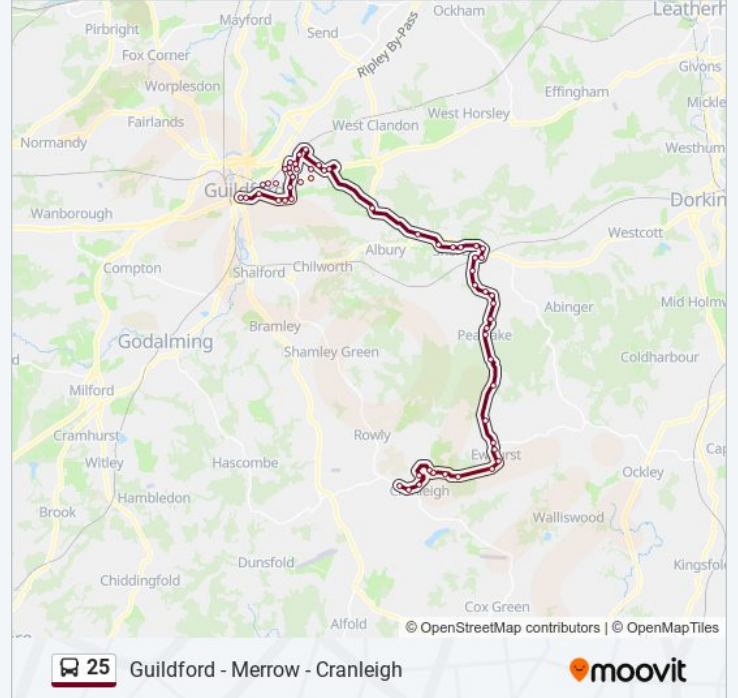 Pirbright
Mayford
Ockham
Leatherh
Send
Fox Corner
Ripley By-Pass
Givons
Worplesdon
Effingham
Mickle
Fairlands
West Horsley
West Clandon
Normandy
Westhum
Guildf
Dorkin
Wanborough
Westcott
Albury
Compton
Shalford
Chilworth
Abinger
Mid Holmw
Bramley
Godalming
Shamley Green
Coldharbour
Milford
Cramhurst
Rowly
Witley
Hascombe
Ockley
Cap
Hambledon
Cranleigh
Brook
Walliswood
Dunsfold
Kingsfol
Chiddingfold
Cox Green
Alfold
© OpenStreetMap contributors | © OpenMapTiles
25 Guildford - Merrow - Cranleigh
moovit